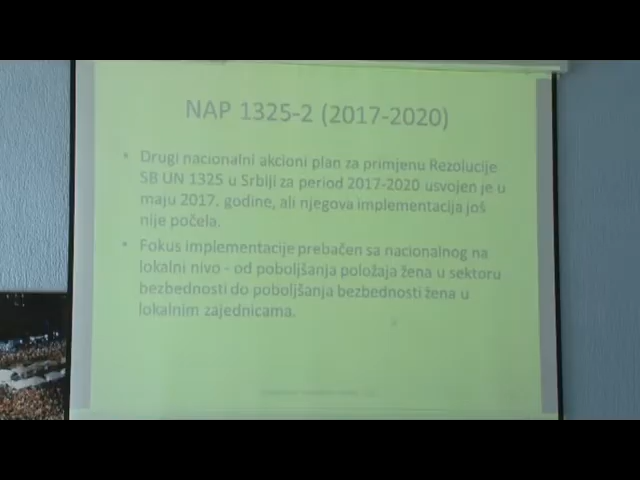 NAP 1325-2 (2017-2020)
• Drugi nacionalni akcioni plan za primjenu Rezolucije
SB UN 1325 u Srbiji za period 2017-2020 usvojen je u
maju 2017. godine, ali njegova implementacija još
nije počela.
• Fokus implementacije prebačen sa nacionalnog na
lokalni nivo - od poboljšanja položaja žena u sektoru
bezbednosti do poboljšanja bezbednosti žena u
lokalnim zajednicama.